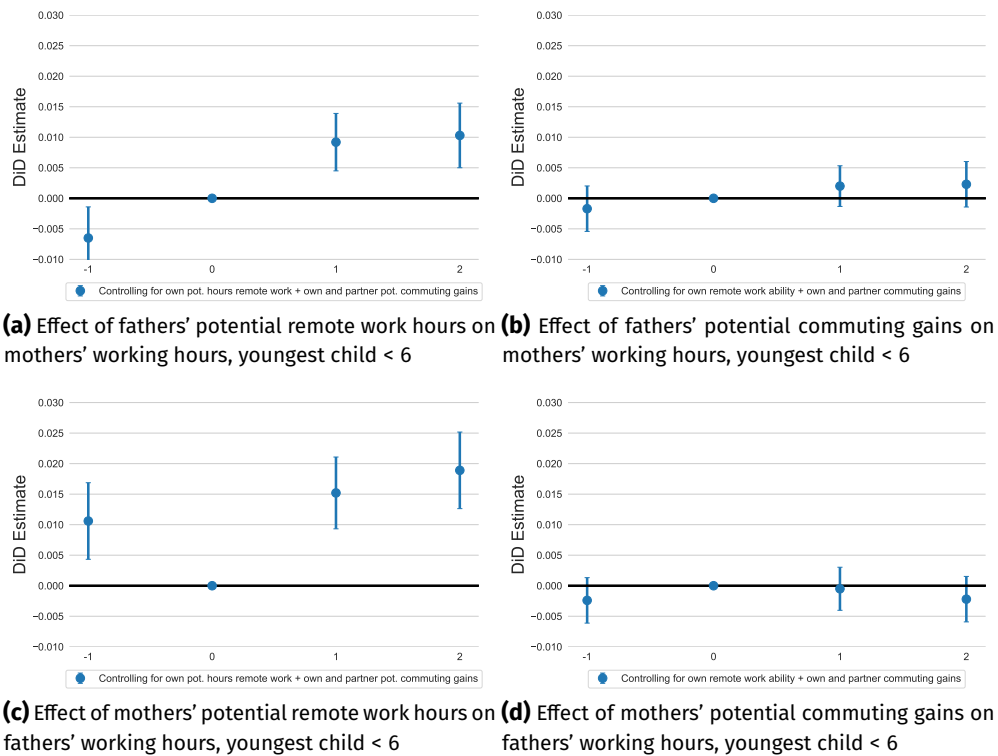 0.030
0.025
0.020
0.015
0.010
0.005
0.000
−0.005
−0.010
DiD Estimate
-1 0 1 2
Controlling for own pot. hours remote work + own and partner pot. commuting gains
(a) Effect of fathers' potential remote work hours on
mothers' working hours, youngest child < 6
0.030
0.025
0.020
0.015
0.010
0.005
0.000
−0.005
−0.010
DiD Estimate
-1 0 1 2
Controlling for own remote work ability + own and partner commuting gains
(b) Effect of fathers' potential commuting gains on
mothers' working hours, youngest child < 6
0.030
0.025
0.020
0.015
0.010
0.005
0.000
−0.005
−0.010
DiD Estimate
-1 0 1 2
Controlling for own pot. hours remote work + own and partner pot. commuting gains
(c) Effect of mothers' potential remote work hours on
fathers' working hours, youngest child < 6
0.030
0.025
0.020
0.015
0.010
0.005
0.000
−0.005
−0.010
DiD Estimate
-1 0 1 2
Controlling for own remote work ability + own and partner commuting gains
(d) Effect of mothers' potential commuting gains on
fathers' working hours, youngest child < 6